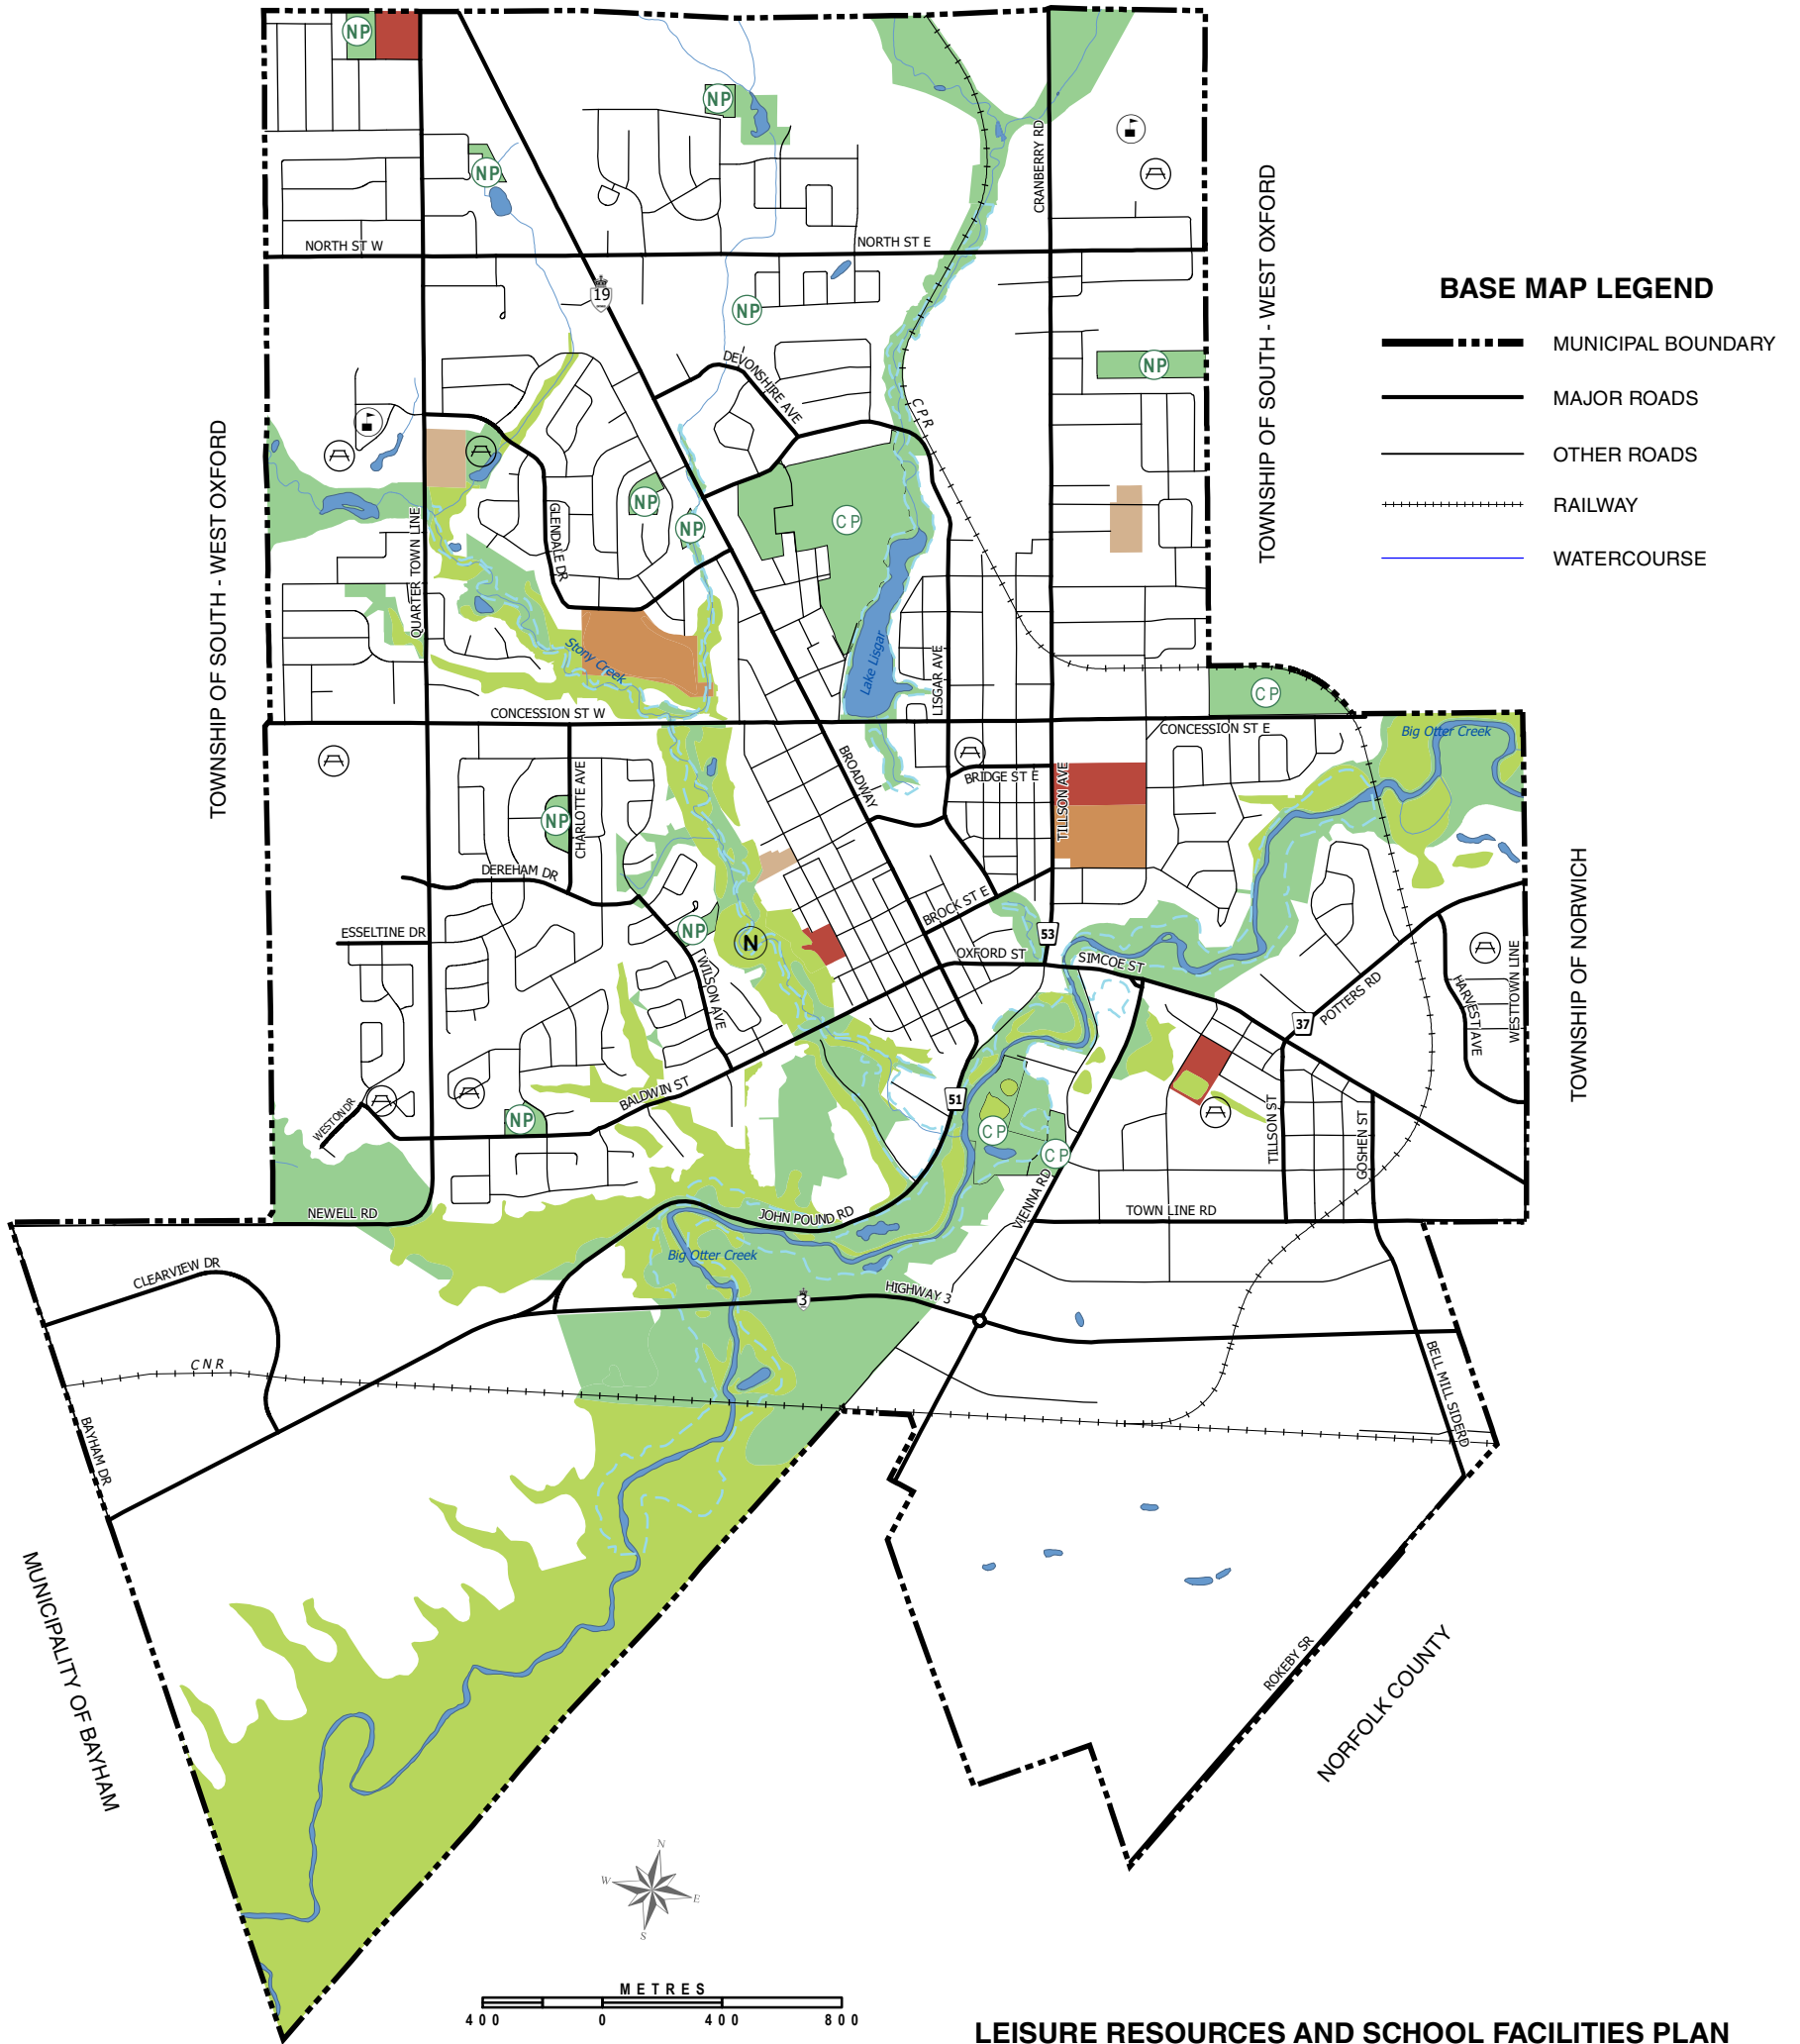 NP
NP
NP
CRANBERRY RD
NORTH ST W
NORTH ST E
19
NP
DEVONSHIRE AVE
NP
CPR
TOWNSHIP OF SOUTH - WEST OXFORD
TOWNSHIP OF SOUTH - WEST OXFORD
BASE MAP LEGEND
MUNICIPAL BOUNDARY
MAJOR ROADS
OTHER ROADS
RAILWAY
WATERCOURSE
NP
NP
CP
QUARTER TOWN LINE
GLENDALE DR
Stony Creek
Lake Lisgar
LISGAR AVE
CP
CONCESSION ST W
CONCESSION ST E
Big Otter Creek
BROADWAY
BRIDGE ST E
TILLSON AVE
CHARLOTTE AVE
NP
DEREHAM DR
BROCK ST E
ESSELTINE DR
NP
N
WILSON AVE
OXFORD ST
53
SIMCOE ST
37
POTTERS RD
HARVEST AVE
WESTTOWN LINE
TOWNSHIP OF NORWICH
WESTON DR
NP
BALDWIN ST
51
CP
CP
TILLSON ST
GOSHEN ST
VIENNA RD
NEWELL RD
JOHN POUND RD
TOWN LINE RD
CLEARVIEW DR
Big Otter Creek
3
HIGHWAY 3
CNR
BAYHAM DR
BELL MILL SIDERD
MUNICIPALITY OF BAYHAM
ROKEBY SR
NORFOLK COUNTY
N
W
E
S
METRES
400 0 400 800
LEISURE RESOURCES AND SCHOOL FACILITIES PLAN